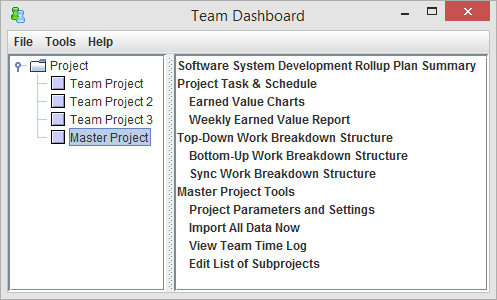 Team Dashboard
File Tools Help
Project
Team Project
Team Project 2
Team Project 3
Master Project
Software System Development Rollup Plan Summary
Project Task & Schedule
Earned Value Charts
Weekly Earned Value Report
Top-Down Work Breakdown Structure
Bottom-Up Work Breakdown Structure
Sync Work Breakdown Structure
Master Project Tools
Project Parameters and Settings
Import All Data Now
View Team Time Log
Edit List of Subprojects